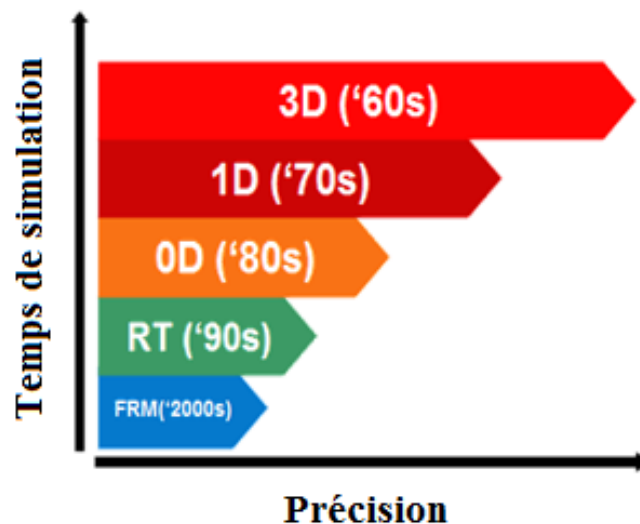 Temps de simulation
3D (‘60s)
1D (‘70s)
0D (‘80s)
RT (‘90s)
FRM(‘2000s)
Précision